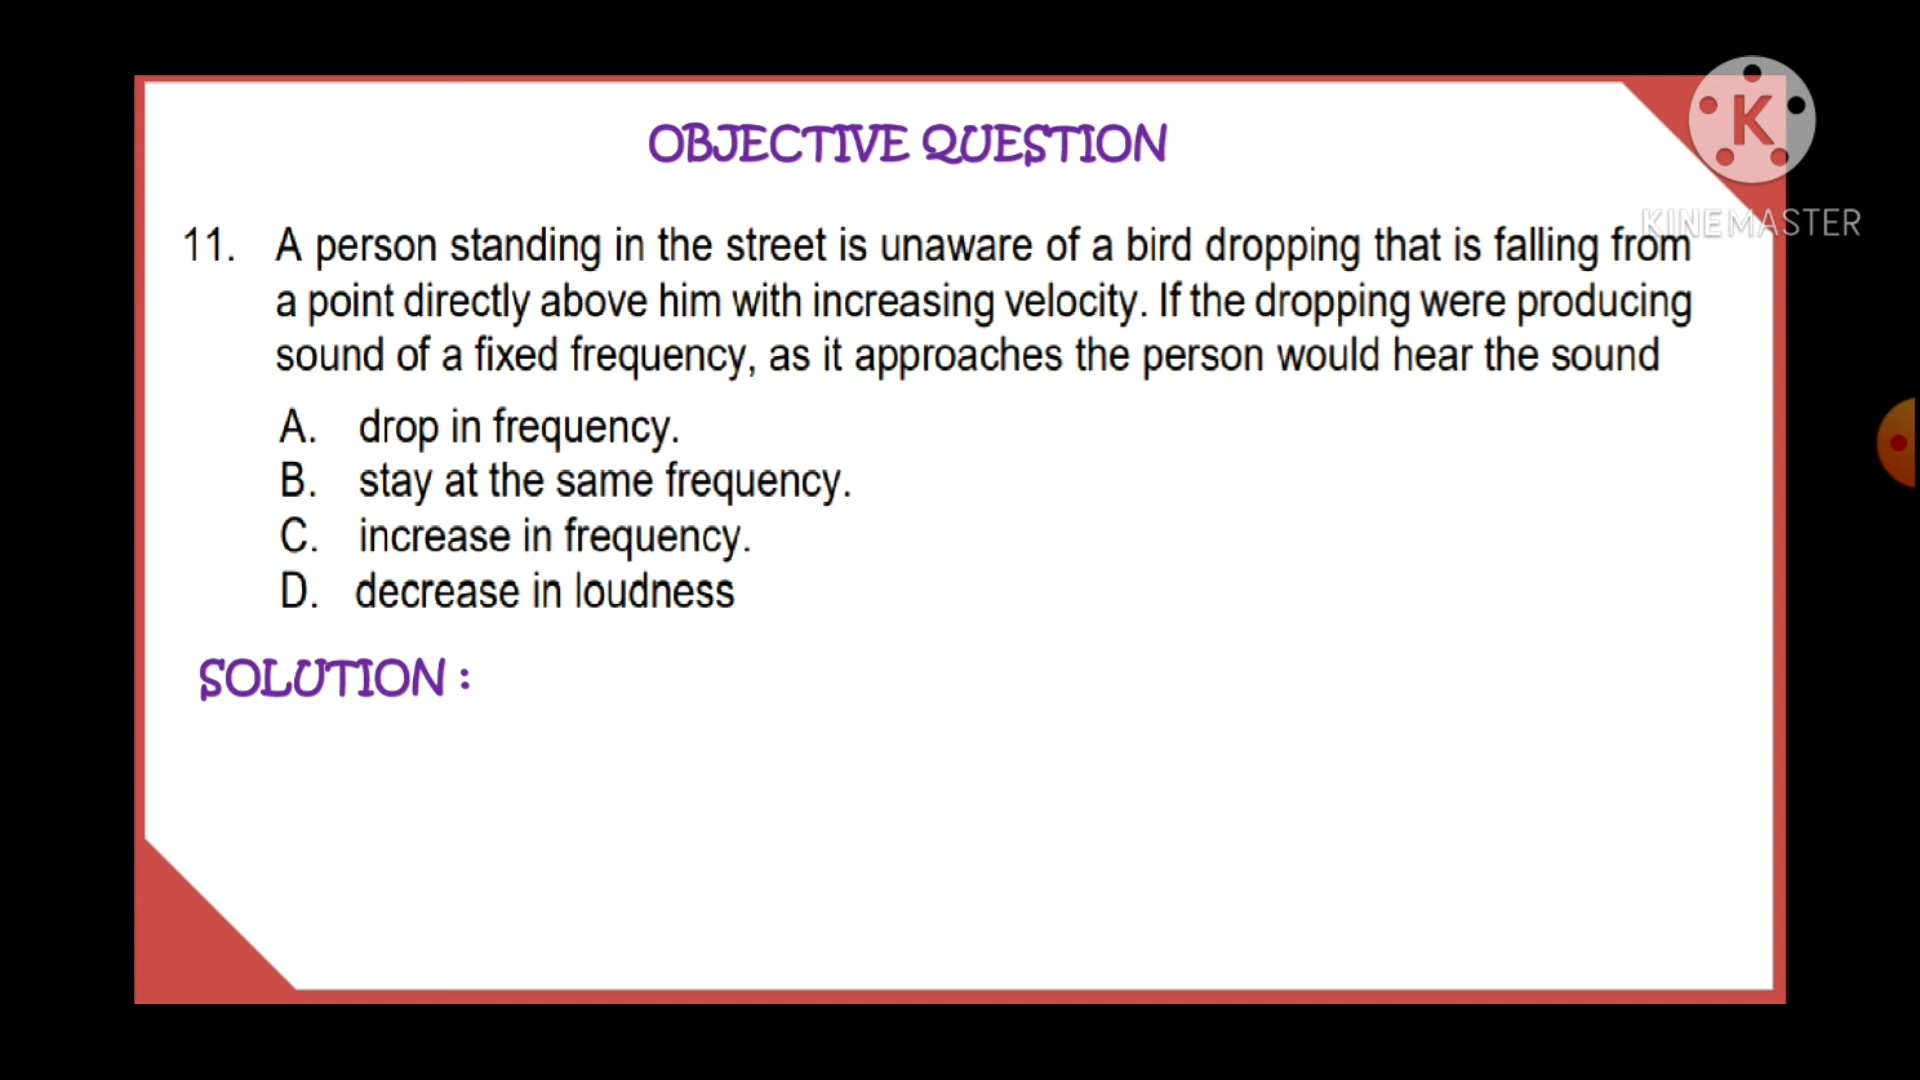 OBJECTIVE QUESTION
K
KINEMASTER
11. A person standing in the street is unaware of a bird dropping that is falling from
a point directly above him with increasing velocity. If the dropping were producing
sound of a fixed frequency, as it approaches the person would hear the sound
A. drop in frequency.
B. stay at the same frequency.
C. increase in frequency.
D. decrease in loudness
SOLUTION :